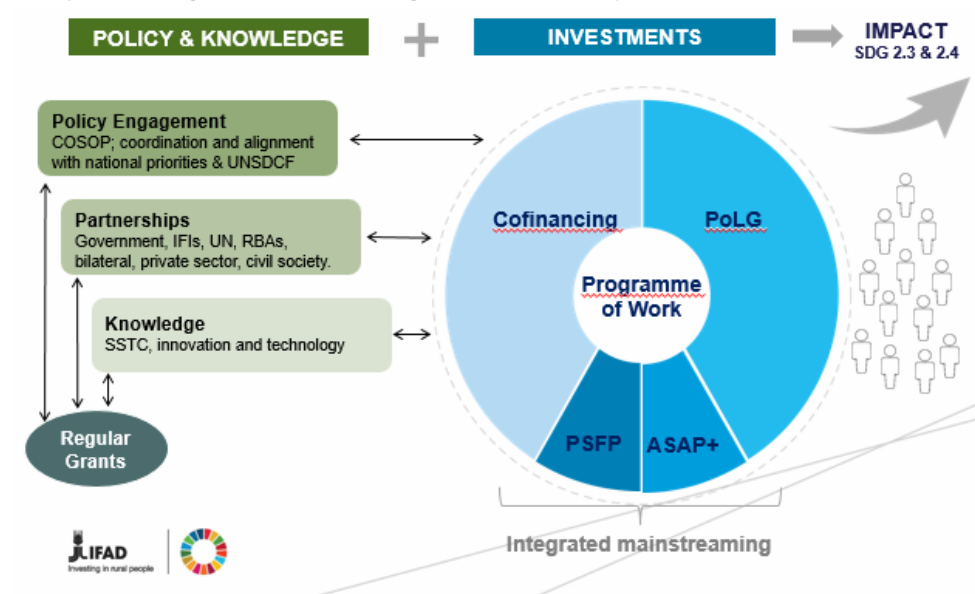 POLICY & KNOWLEDGE
+
INVESTMENTS
IMPACT
SDG 2.3 & 2.4
Policy Engagement
COSOP; coordination and alignment
with national priorities & UNSDCF
Partnerships
Government, IFIs, UN, RBAs,
bilateral, private sector, civil society.
Knowledge
SSTC, innovation and technology
Regular
Grants
Cofinancing
PoLG
Programme
of Work
PSFP
ASAP+
Integrated mainstreaming
JLIFAD
Investing in rural people